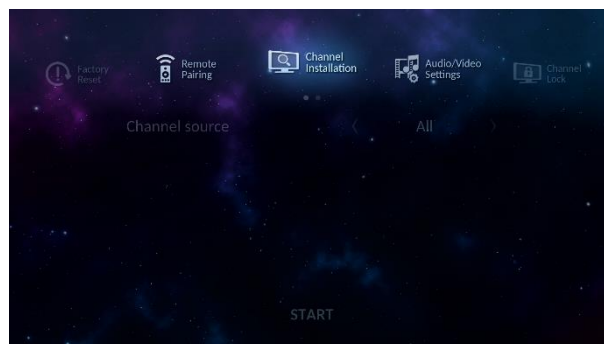 Factory
Reset
Remote
Pairing
Channel
Installation
Audio/Video
Settings
Channel
Lock
Channel source
All
START